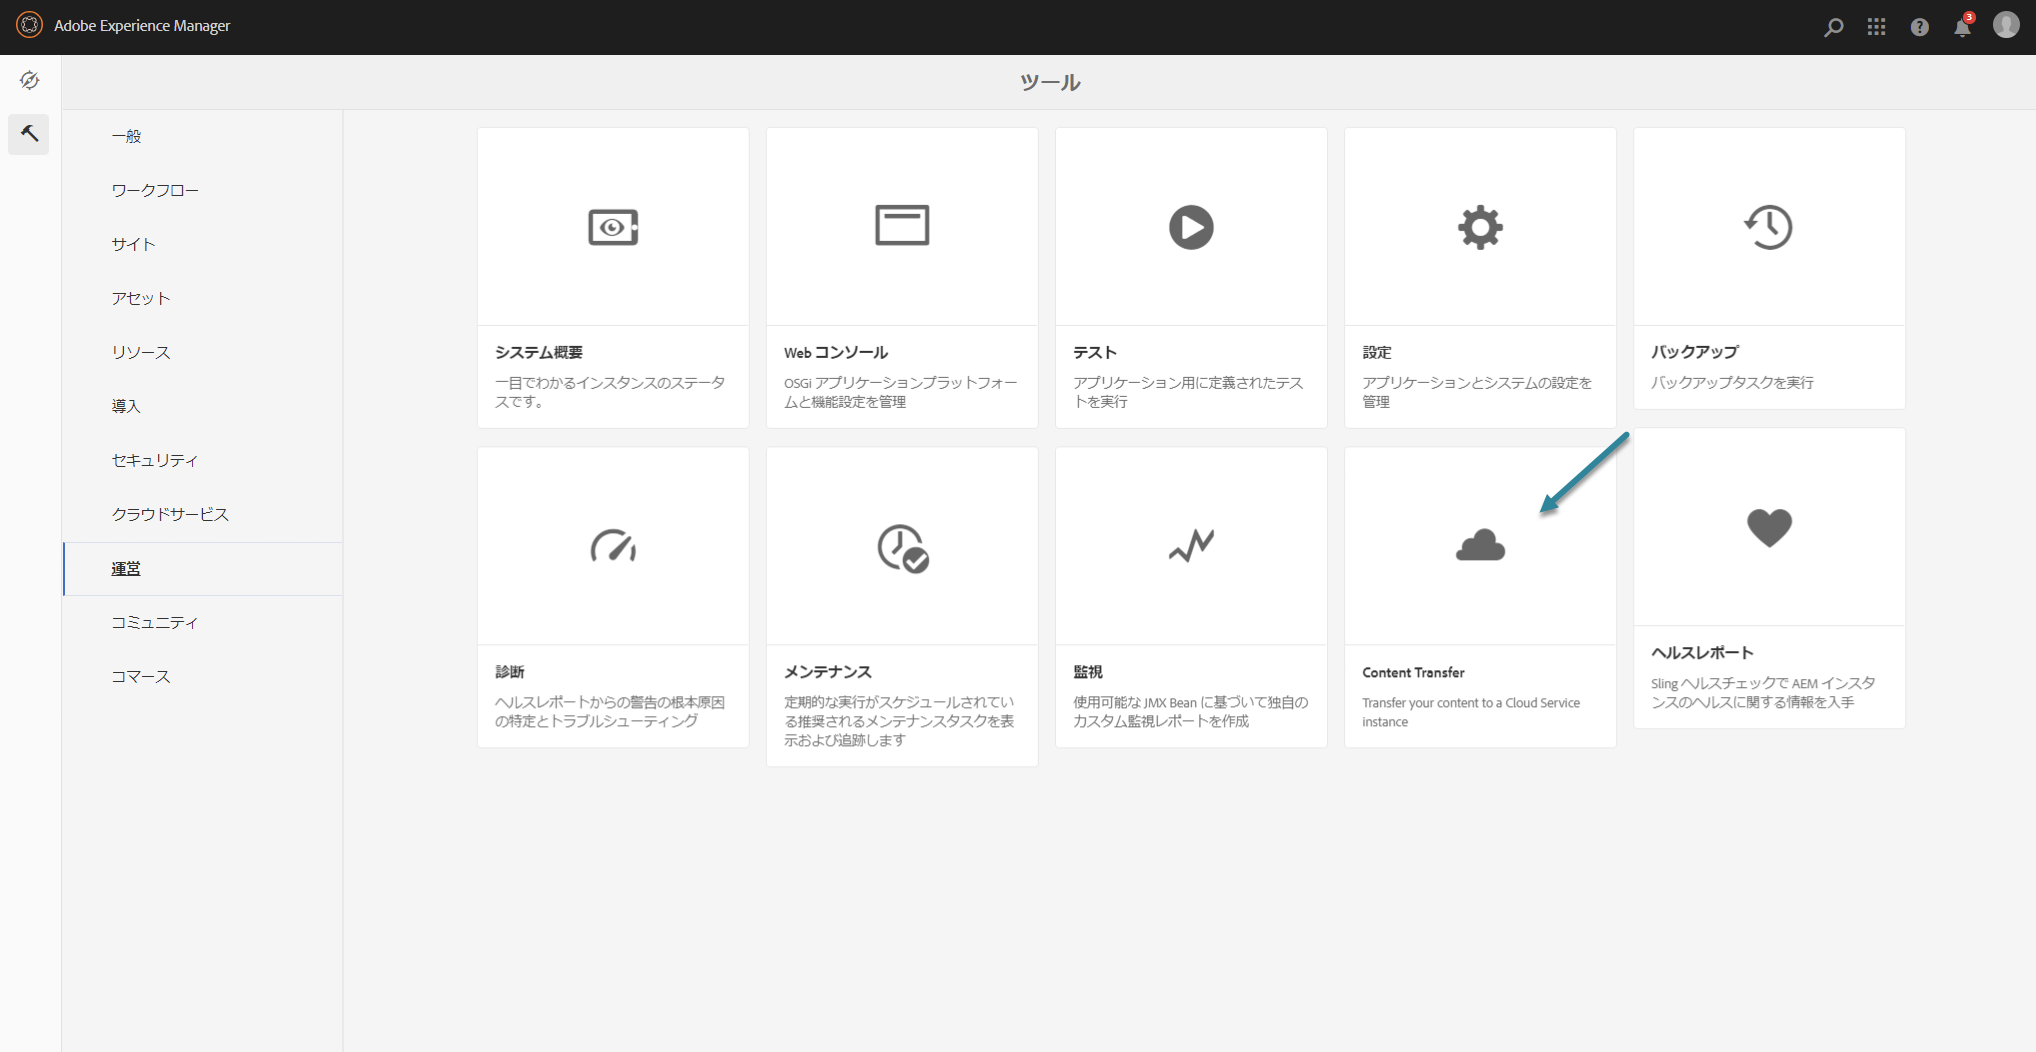 Adobe Experience Manager
3
ツール
一般
ワークフロー
サイト
アセット
リソース
導入
セキュリティ
クラウドサービス
運営
コミュニティ
コマース
システム概要
一目でわかるインスタンスのステータ
スです。
Web コンソール
OSGi アプリケーションプラットフォー
ムと機能設定を管理
テスト
アプリケーション用に定義されたテス
トを実行
設定
アプリケーションとシステムの設定を
管理
バックアップ
バックアップタスクを実行
診断
ヘルスレポートからの警告の根本原因
の特定とトラブルシューティング
メンテナンス
定期的な実行がスケジュールされてい
る推奨されるメンテナンスタスクを表
示および追跡します
監視
使用可能な JMX Bean に基づいて独自の
カスタム監視レポートを作成
Content Transfer
Transfer your content to a Cloud Service
instance
ヘルスレポート
Sling ヘルスチェックで AEM インスタ
ンスのヘルスに関する情報を入手